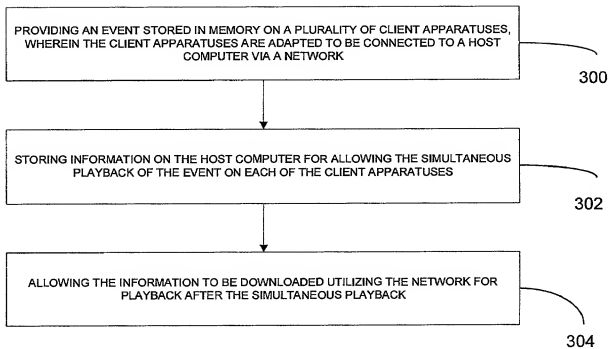 PROVIDING AN EVENT STORED IN MEMORY ON A PLURALITY OF CLIENT APPARATUSES,
WHEREIN THE CLIENT APPARATUSES ARE ADAPTED TO BE CONNECTED TO A HOST
COMPUTER VIA A NETWORK
300
STORING INFORMATION ON THE HOST COMPUTER FOR ALLOWING THE SIMULTANEOUS
PLAYBACK OF THE EVENT ON EACH OF THE CLIENT APPARATUSES
302
ALLOWING THE INFORMATION TO BE DOWNLOADED UTILIZING THE NETWORK FOR
PLAYBACK AFTER THE SIMULTANEOUS PLAYBACK
304